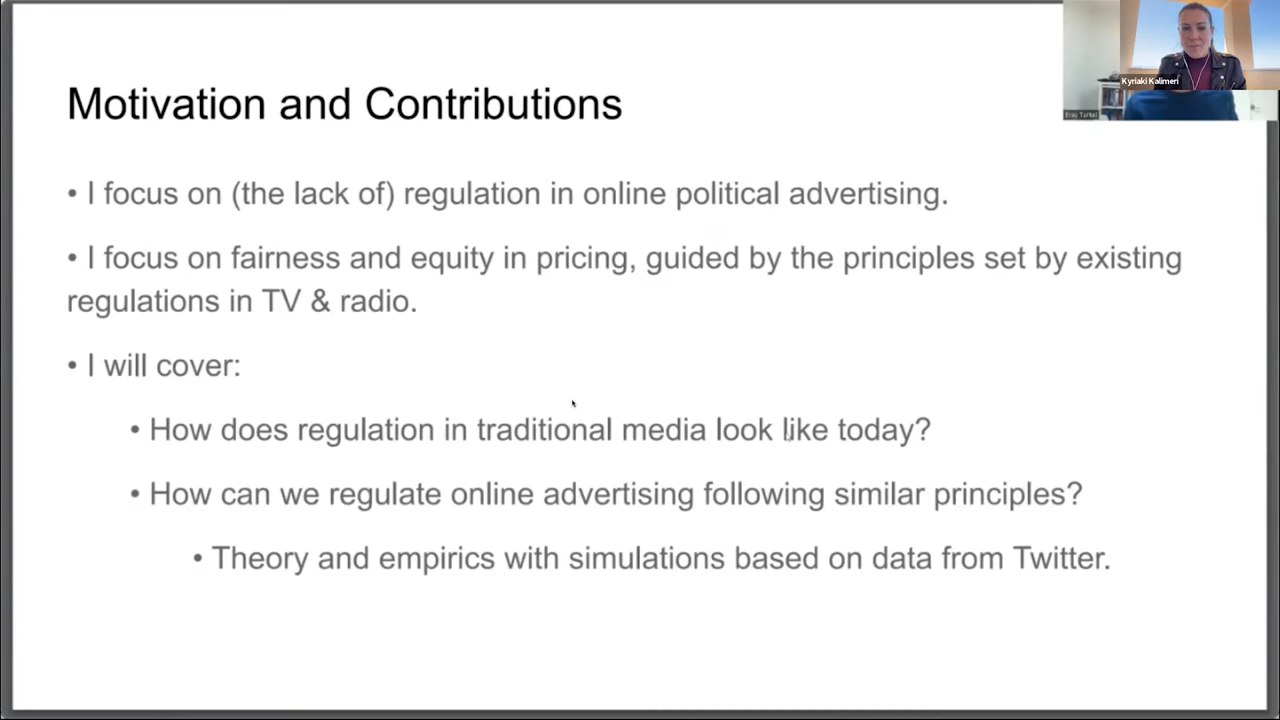 Motivation and Contributions
• I focus on (the lack of) regulation in online political advertising.
• I focus on fairness and equity in pricing, guided by the principles set by existing
regulations in TV & radio.
• I will cover:
• How does regulation in traditional media look like today?
• How can we regulate online advertising following similar principles?
• Theory and empirics with simulations based on data from Twitter.
Kyriaki Kalimeri
Eray Turkel